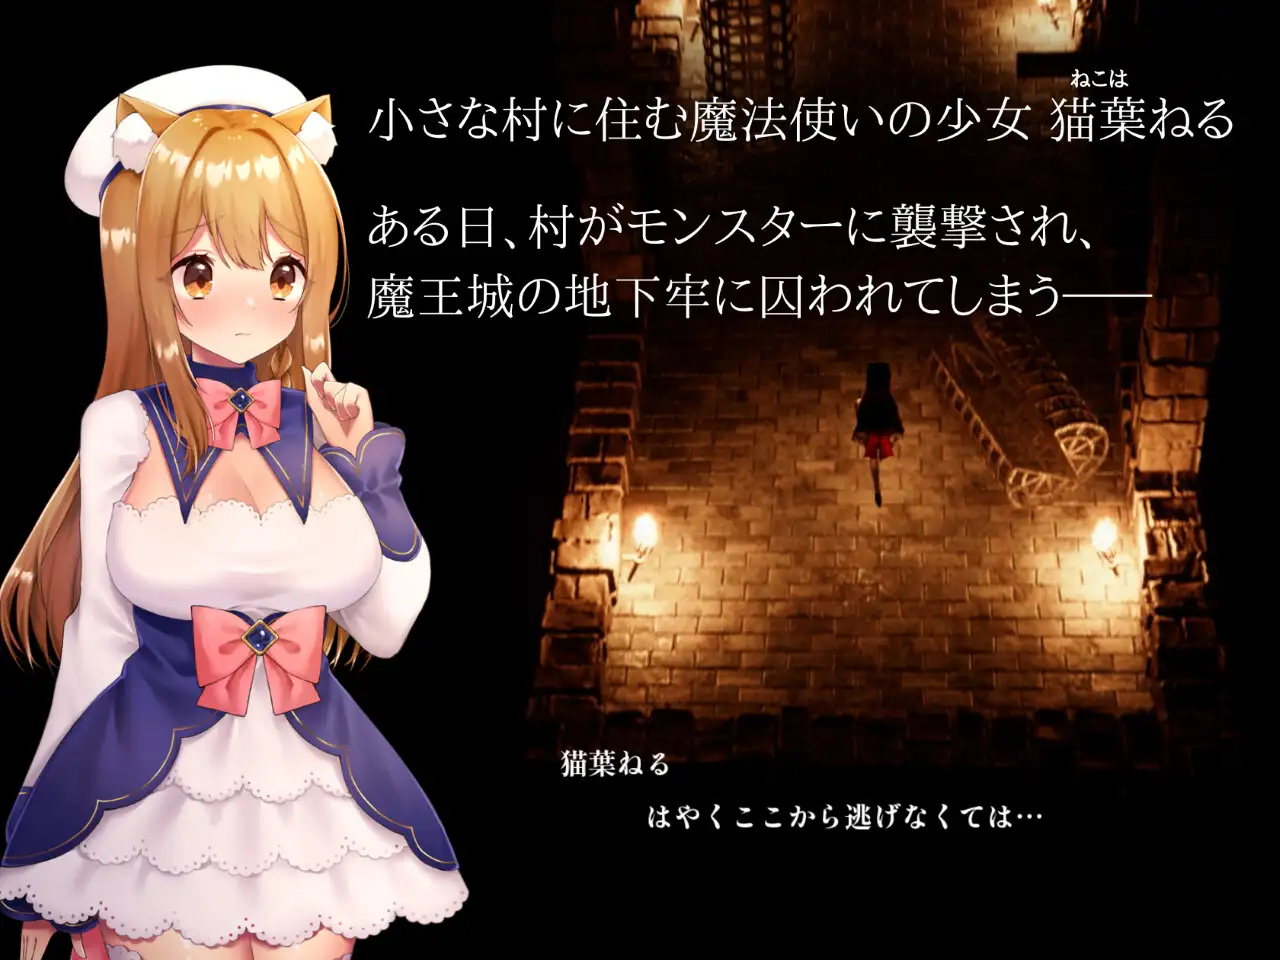 ねこは
小さな村に住む魔法使いの少女 猫葉ねる
ある日、村がモンスターに襲撃され、
魔王城の地下牢に囚われてしまう――
猫葉ねる
はやくここから逃げなくては…